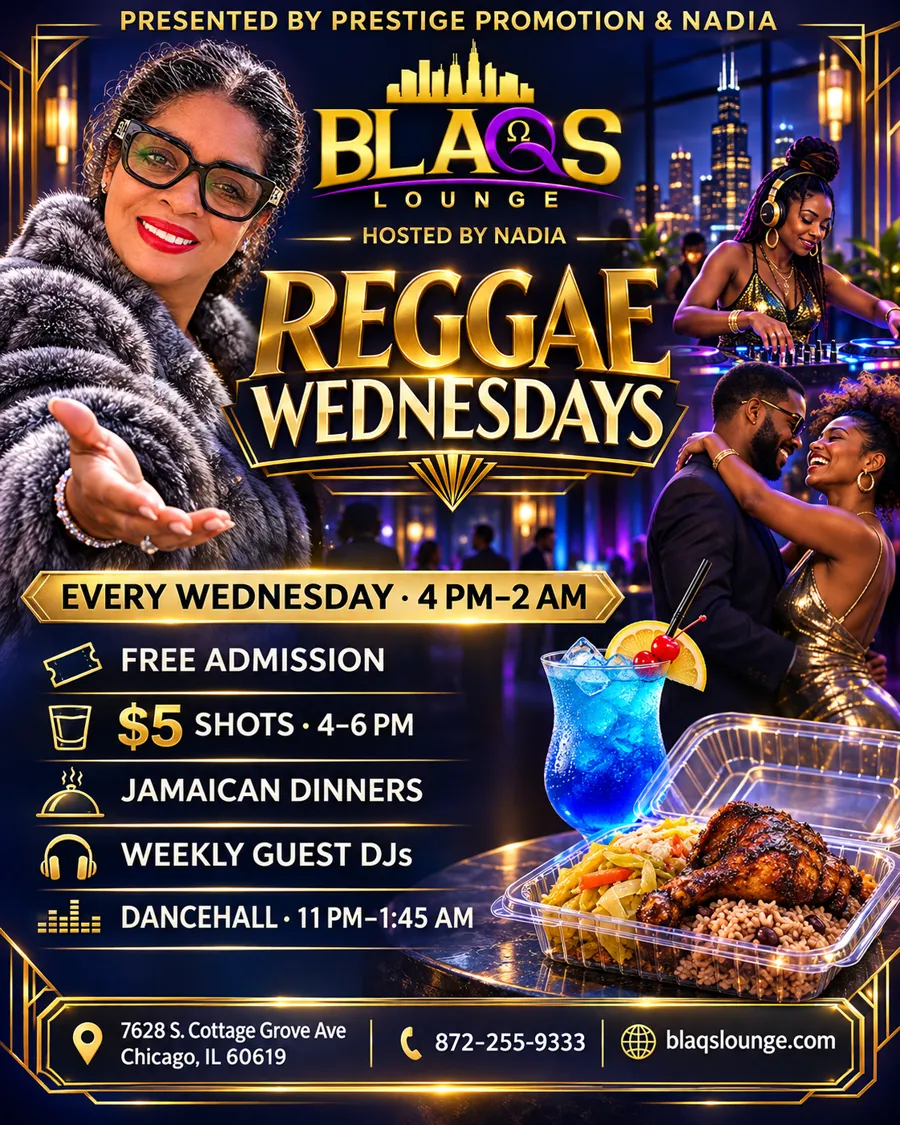 PRESENTED BY PRESTIGE PROMOTION & NADIA
BLAQS
Ω
LOUNGE
HOSTED BY NADIA
REGGAE
WEDNESDAYS
EVERY WEDNESDAY · 4 PM–2 AM
FREE ADMISSION
$5 SHOTS · 4–6 PM
JAMAICAN DINNERS
WEEKLY GUEST DJs
DANCEHALL · 11 PM–1:45 AM
7628 S. Cottage Grove Ave
Chicago, IL 60619
872-255-9333
blaqslounge.com